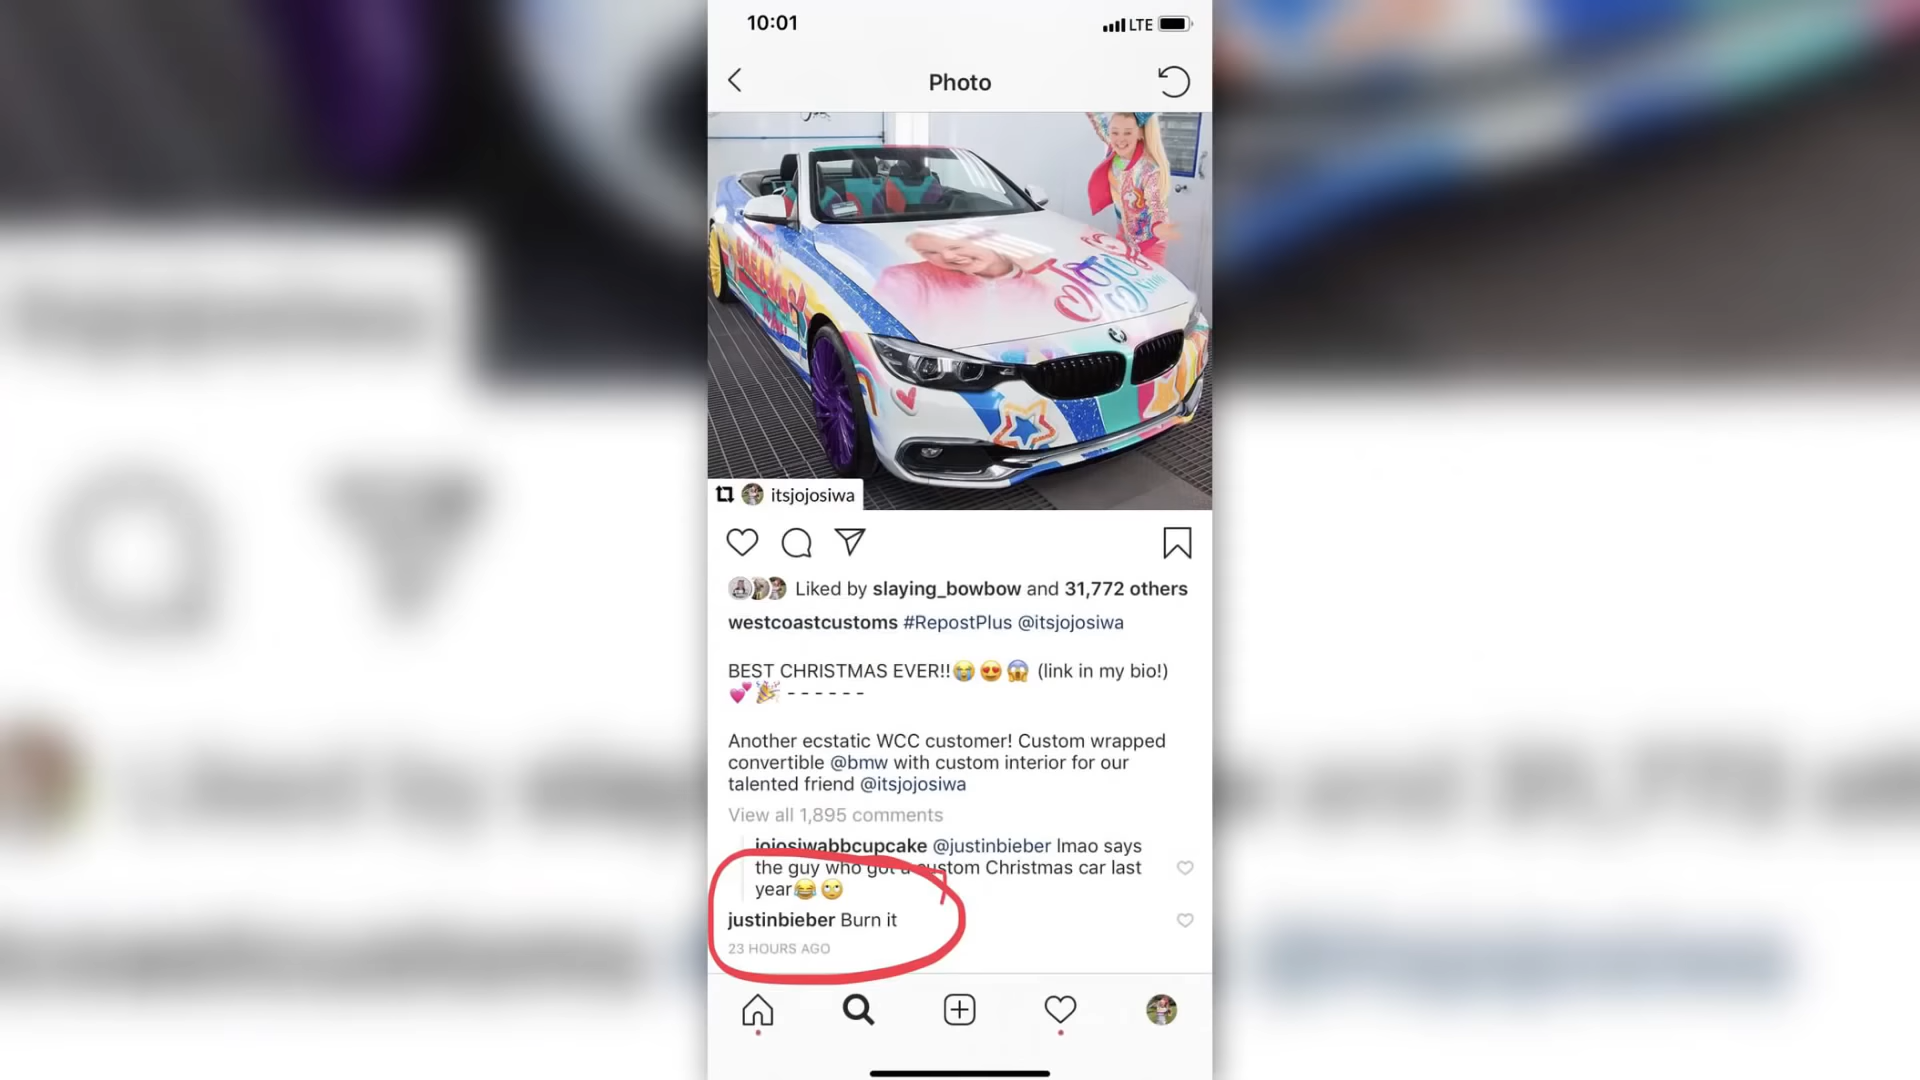 10:01
LTE
Photo
JoJo
Siwa
itsjojosiwa
Liked by slaying_bowbow and 31,772 others
westcoastcustoms #RepostPlus @itsjojosiwa
BEST CHRISTMAS EVER!!😭😍😱 (link in my bio!)
💕🎉 - - - - - -
Another ecstatic WCC customer! Custom wrapped
convertible @bmw with custom interior for our
talented friend @itsjojosiwa
View all 1,895 comments
jojosiwabbcupcake @justinbieber lmao says
the guy who got a custom Christmas car last
year😂🙄
justinbieber Burn it
23 HOURS AGO